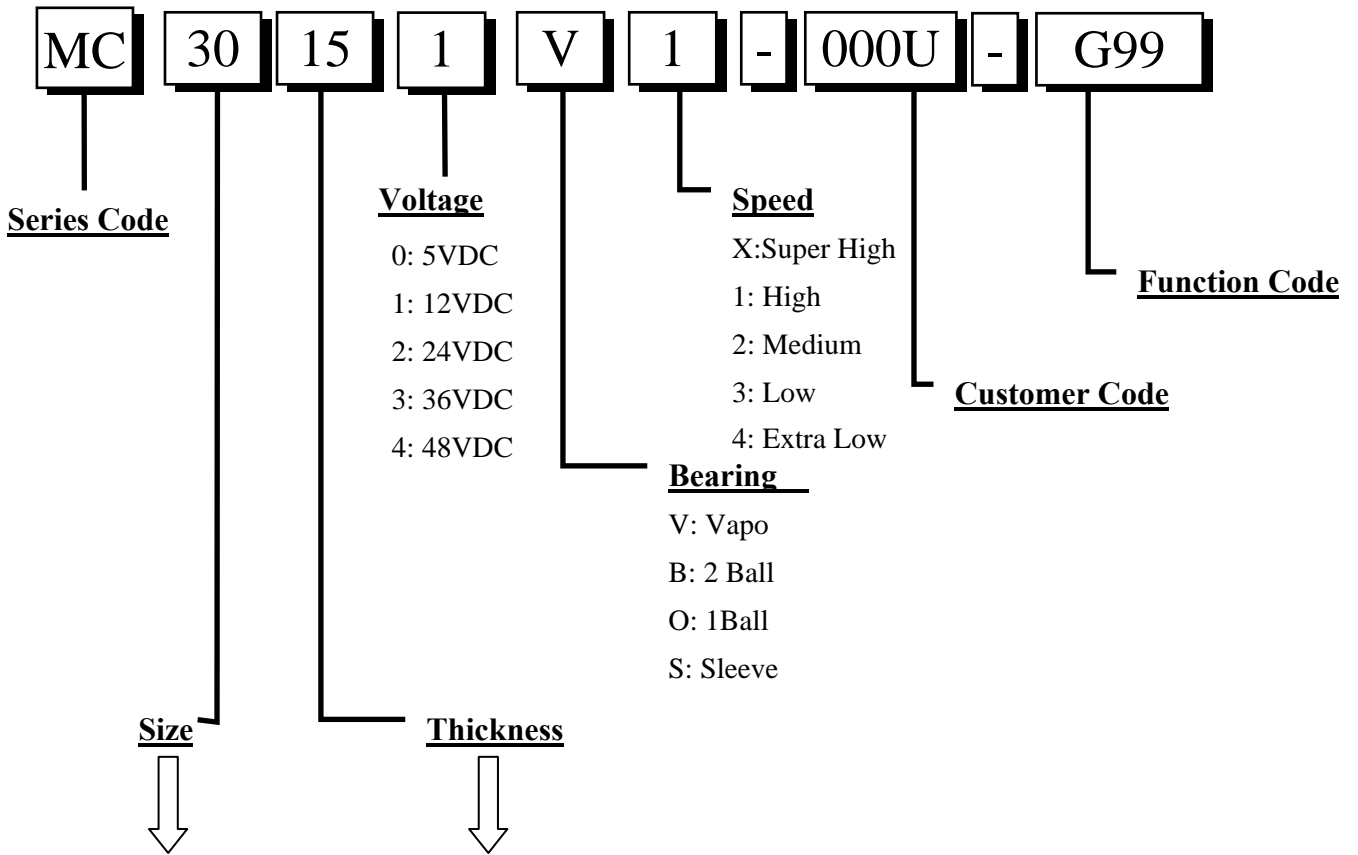 MC 30 15 1 V 1 - 000U - G99
Series Code
Voltage
0: 5VDC
1: 12VDC
2: 24VDC
3: 36VDC
4: 48VDC
Speed
X:Super High
1: High
2: Medium
3: Low
4: Extra Low
Function Code
Customer Code
Bearing
V: Vapo
B: 2 Ball
O: 1Ball
S: Sleeve
Size
Thickness